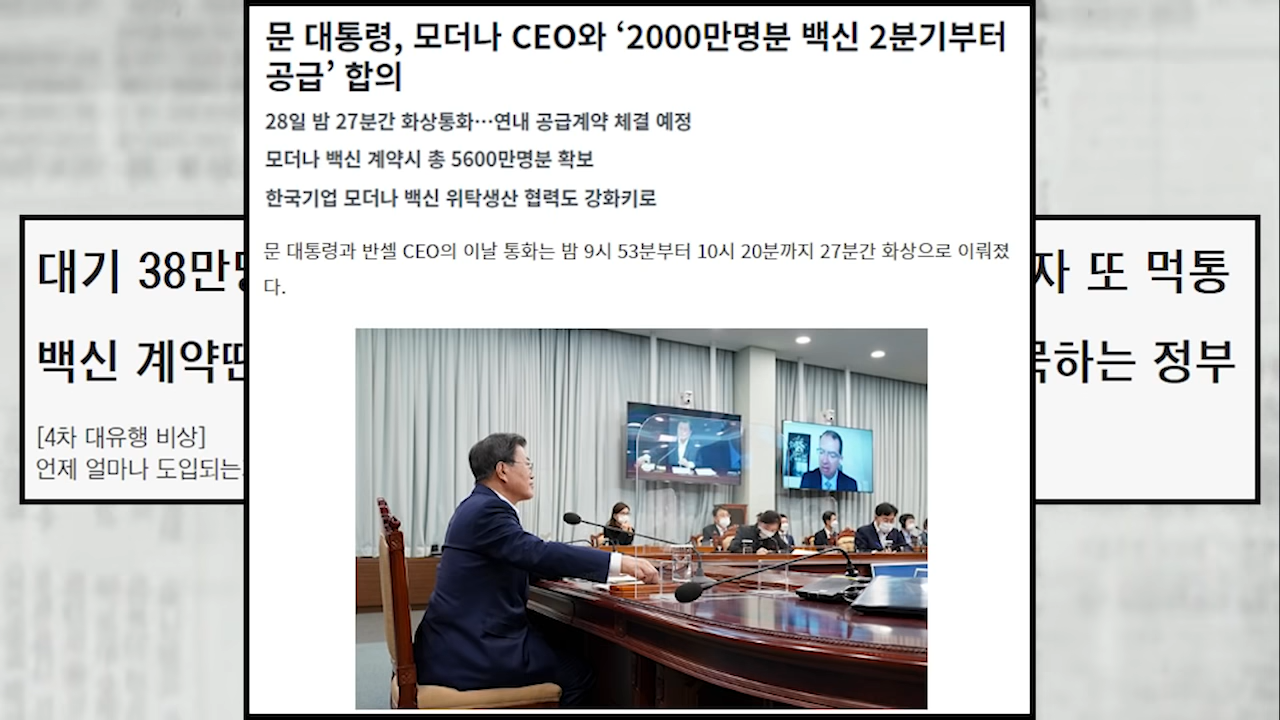 문 대통령, 모더나 CEO와 ‘2000만명분 백신 2분기부터
공급’ 합의
28일 밤 27분간 화상통화…연내 공급계약 체결 예정
모더나 백신 계약시 총 5600만명분 확보
한국기업 모더나 백신 위탁생산 협력도 강화키로
문 대통령과 반셀 CEO의 이날 통화는 밤 9시 53분부터 10시 20분까지 27분간 화상으로 이뤄졌
다.
대기 38만
자 또 먹통
백신
하는 정부
[4차 대유행 비상]
언제 얼마나 도입되는